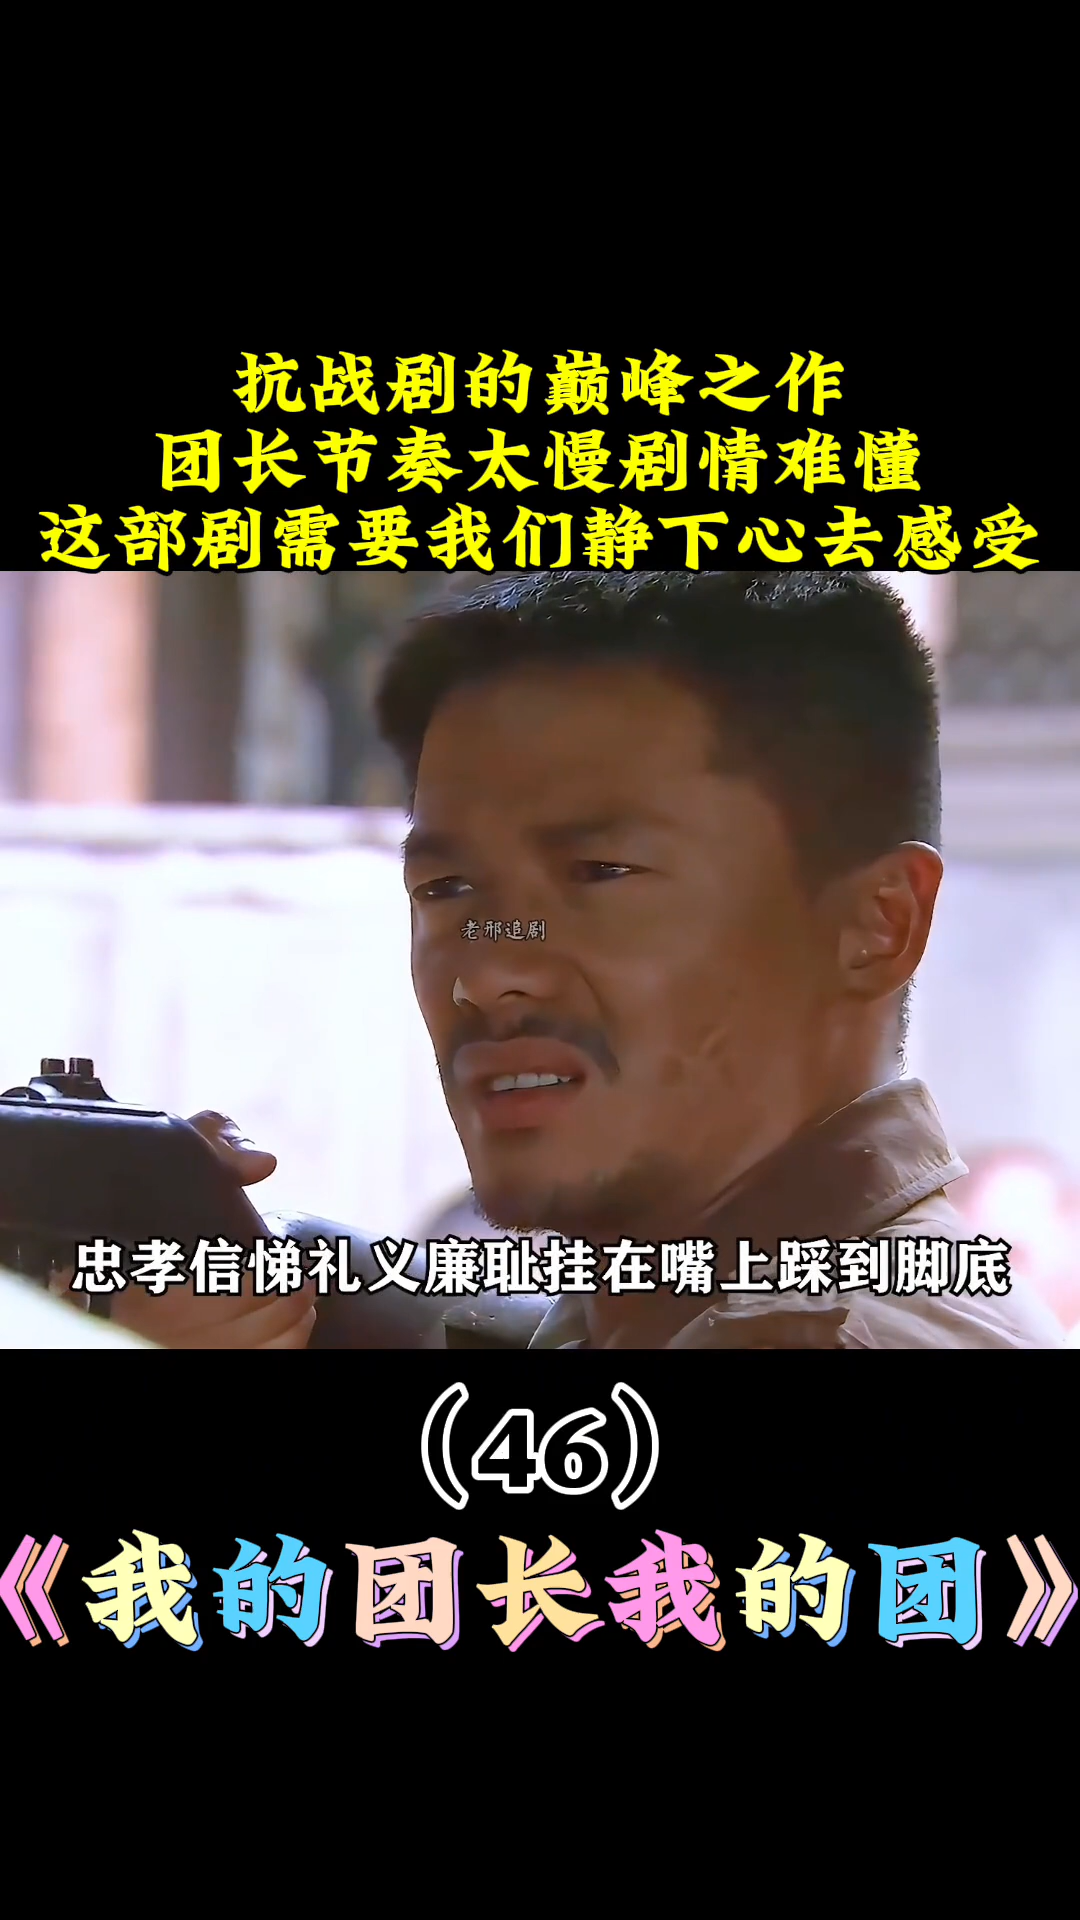 抗战剧的巅峰之作
团长节奏太慢剧情难懂
这部剧需要我们静下心去感受
老邢追剧
忠孝信悌礼义廉耻挂在嘴上踩到脚底
（46）
《我的团长我的团》